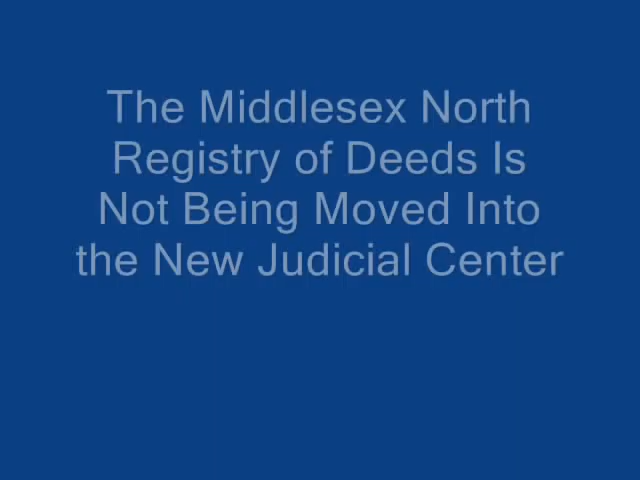 The Middlesex North
Registry of Deeds Is
Not Being Moved Into
the New Judicial Center